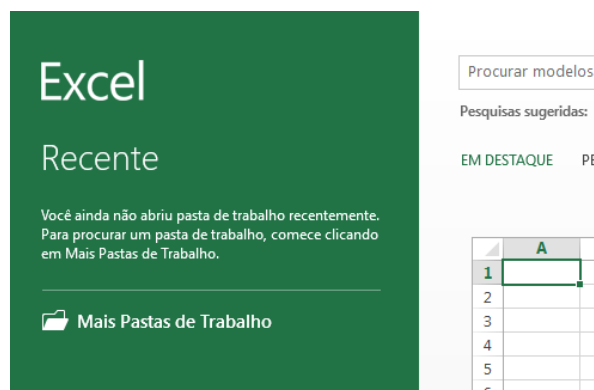 Excel
Recente
Você ainda não abriu pasta de trabalho recentemente.
Para procurar um pasta de trabalho, comece clicando
em Mais Pastas de Trabalho.
Mais Pastas de Trabalho
Procurar modelos
Pesquisas sugeridas:
EM DESTAQUE
A
1
2
3
4
5